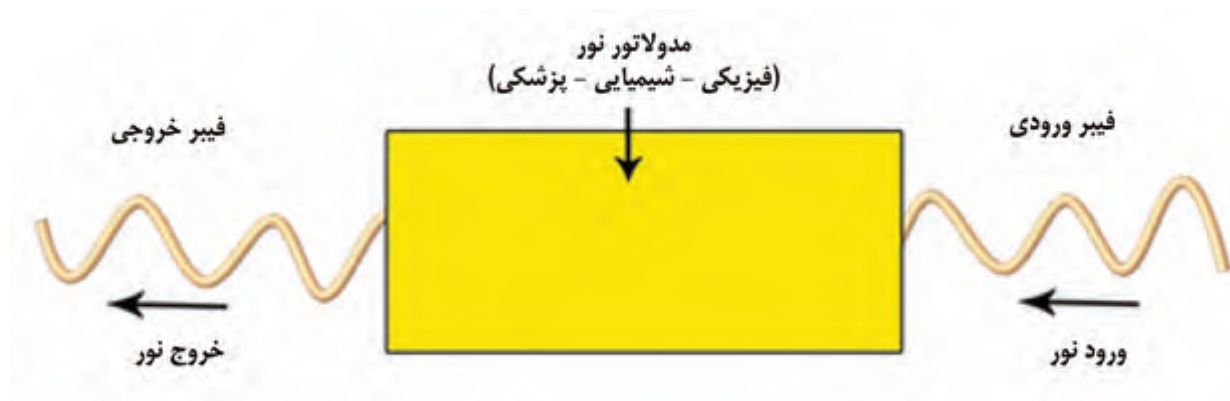 مدولاتور نور
(فیزیکی - شیمیایی - پزشکی)
فیبر ورودی
فیبر خروجی
ورود نور
خروج نور